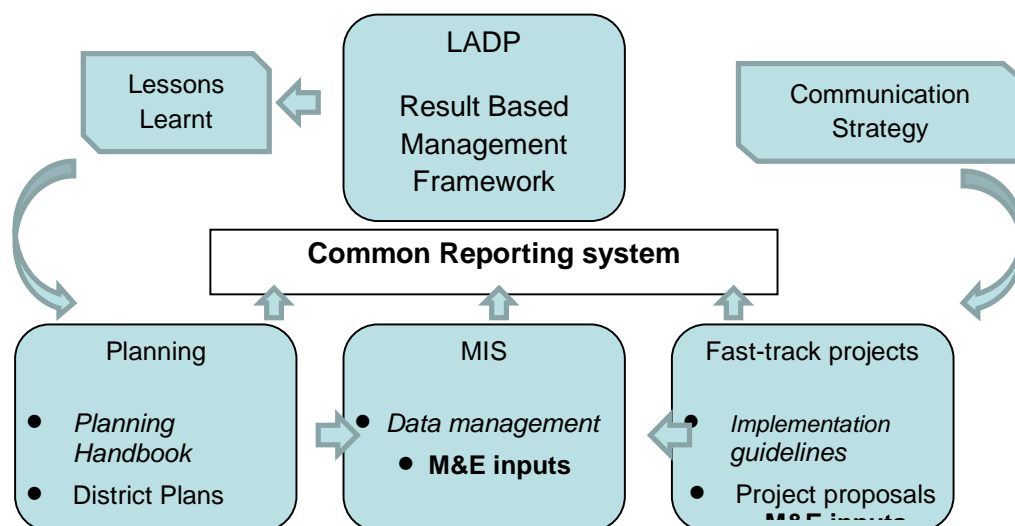 LADP
Result Based
Management
Framework
Lessons
Learnt
Communication
Strategy
Common Reporting system
Planning
• Planning
Handbook
• District Plans
MIS
• Data management
• M&E inputs
Fast-track projects
• Implementation
guidelines
• Project proposals
M&E inputs